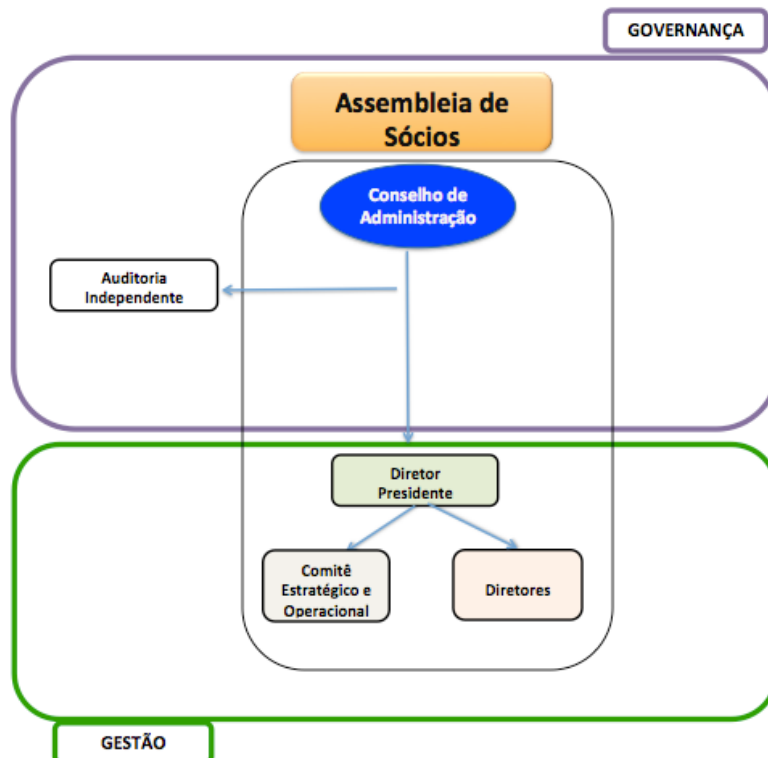 GOVERNANÇA
Assembleia de
Sócios
Conselho de
Administração
Auditoria
Independente
Diretor
Presidente
Comitê
Estratégico e
Operacional
Diretores
GESTÃO